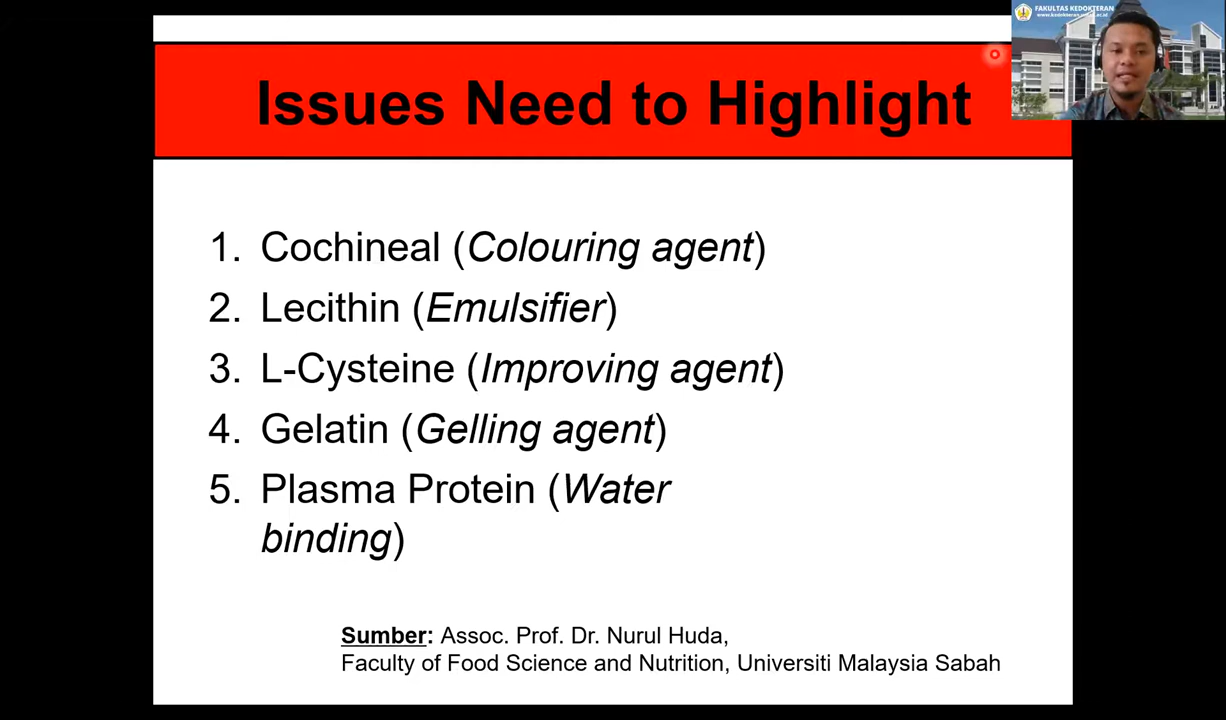 Issues Need to Highlight
1. Cochineal (Colouring agent)
2. Lecithin (Emulsifier)
3. L-Cysteine (Improving agent)
4. Gelatin (Gelling agent)
5. Plasma Protein (Water
binding)
Sumber: Assoc. Prof. Dr. Nurul Huda,
Faculty of Food Science and Nutrition, Universiti Malaysia Sabah
FAKULTAS KEDOKTERAN